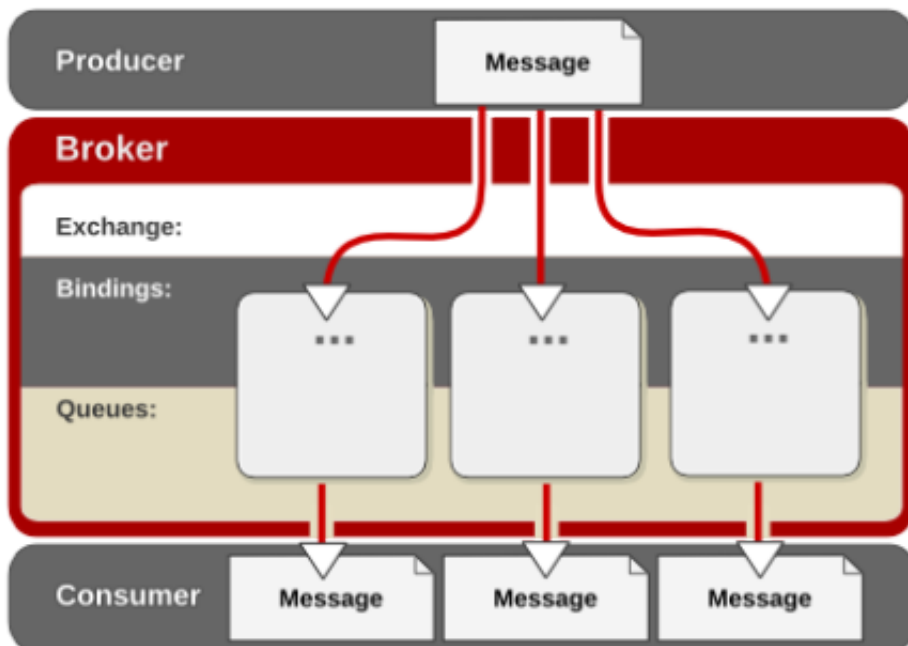 Producer
Message
Broker
Exchange:
Bindings:
...
...
...
Queues:
Consumer
Message
Message
Message